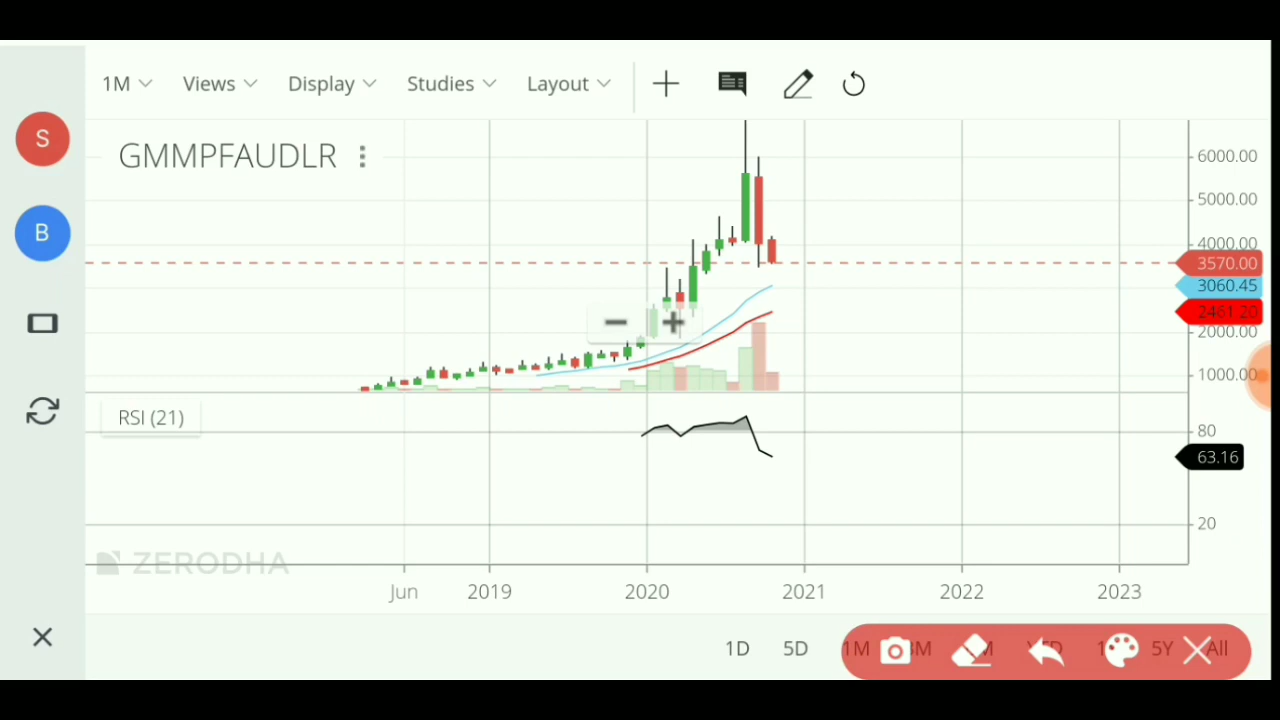 1M Views Display Studies Layout
S
GMMPFAUDLR
6000.00
5000.00
B
4000.00
3570.00
3060.45
2461.20
2000.00
1000.00
RSI (21)
80
63.16
20
ZERODHA
Jun 2019 2020 2021 2022 2023
1D 5D 1M 5Y All